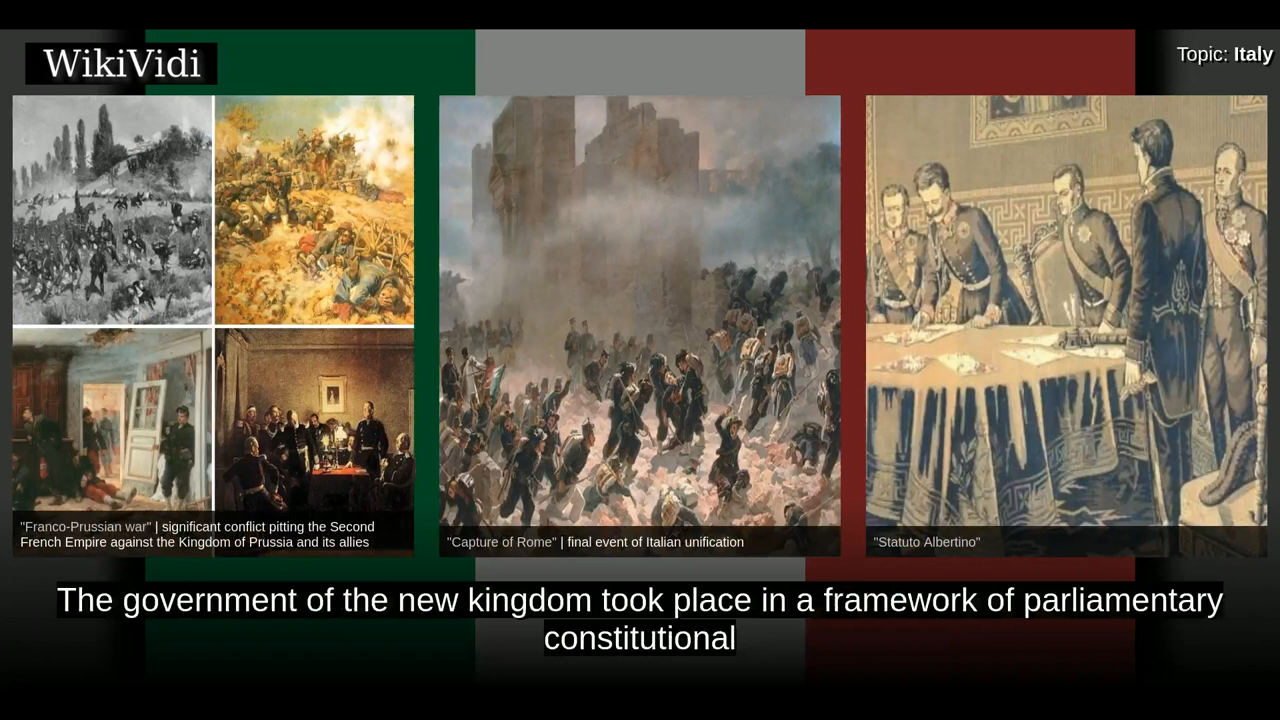 WikiVidi
Topic: Italy
"Franco-Prussian war" | significant conflict pitting the Second
French Empire against the Kingdom of Prussia and its allies
"Capture of Rome" | final event of Italian unification
"Statuto Albertino"
The government of the new kingdom took place in a framework of parliamentary
constitutional